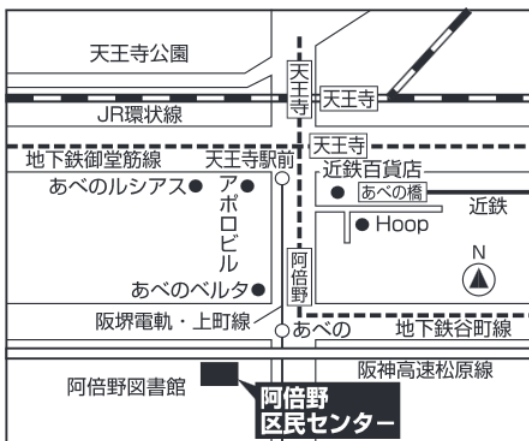 天王寺公園
天王寺
天王寺
JR環状線
天王寺
地下鉄御堂筋線
天王寺駅前
近鉄百貨店
あべのルシアス
アポロビル
あべの橋
近鉄
Hoop
阿倍野
N
あべのベルタ
阪堺電軌・上町線
あべの
地下鉄谷町線
阪神高速松原線
阿倍野図書館
阿倍野
区民センター